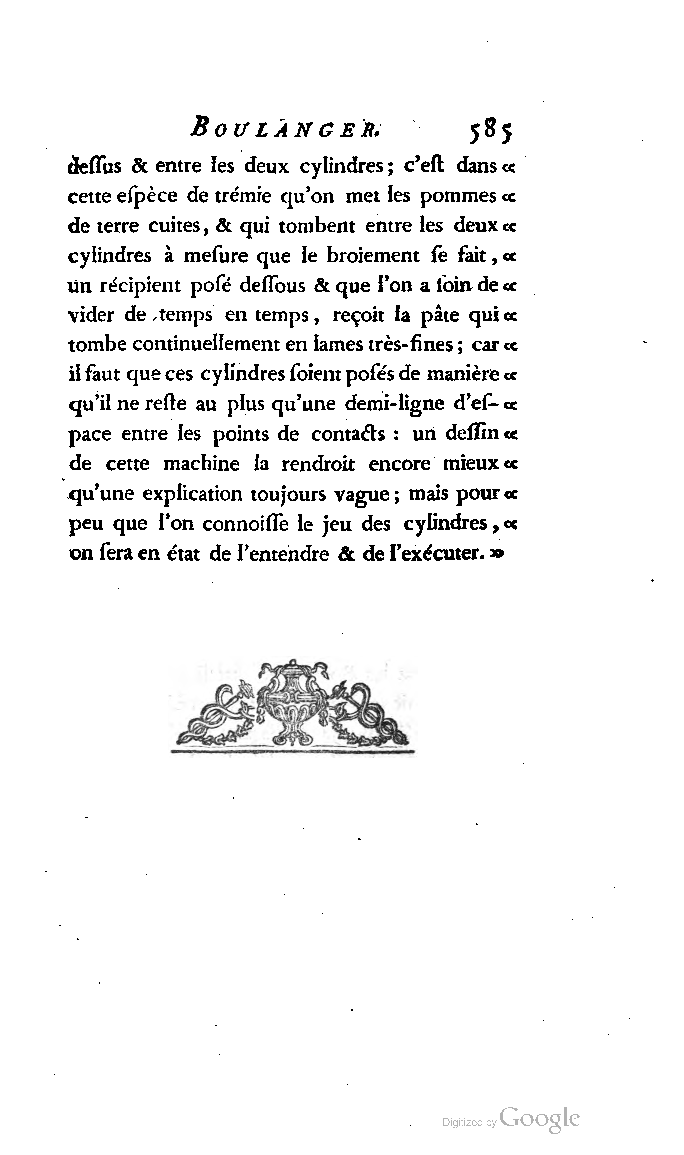 BOULANGER. 585
deſſus & entre les deux cylindres ; c'eſt dans «
cette eſpèce de trémie qu'on met les pommes «
de terre cuites, & qui tombent entre les deux «
cylindres à meſure que le broiement ſe fait , «
un récipient poſé deſſous & que l'on a ſoin de «
vider de temps en temps , reçoit la pâte qui «
tombe continuellement en lames très-fines ; car «
il faut que ces cylindres ſoient poſés de manière «
qu'il ne reſte au plus qu'une demi-ligne d'eſ- «
pace entre les points de contacts : un deſſin «
de cette machine la rendroit encore mieux «
qu'une explication toujours vague ; mais pour «
peu que l'on connoiſſe le jeu des cylindres , «
on ſera en état de l'entendre & de l'exécuter. »
Digitized by Google